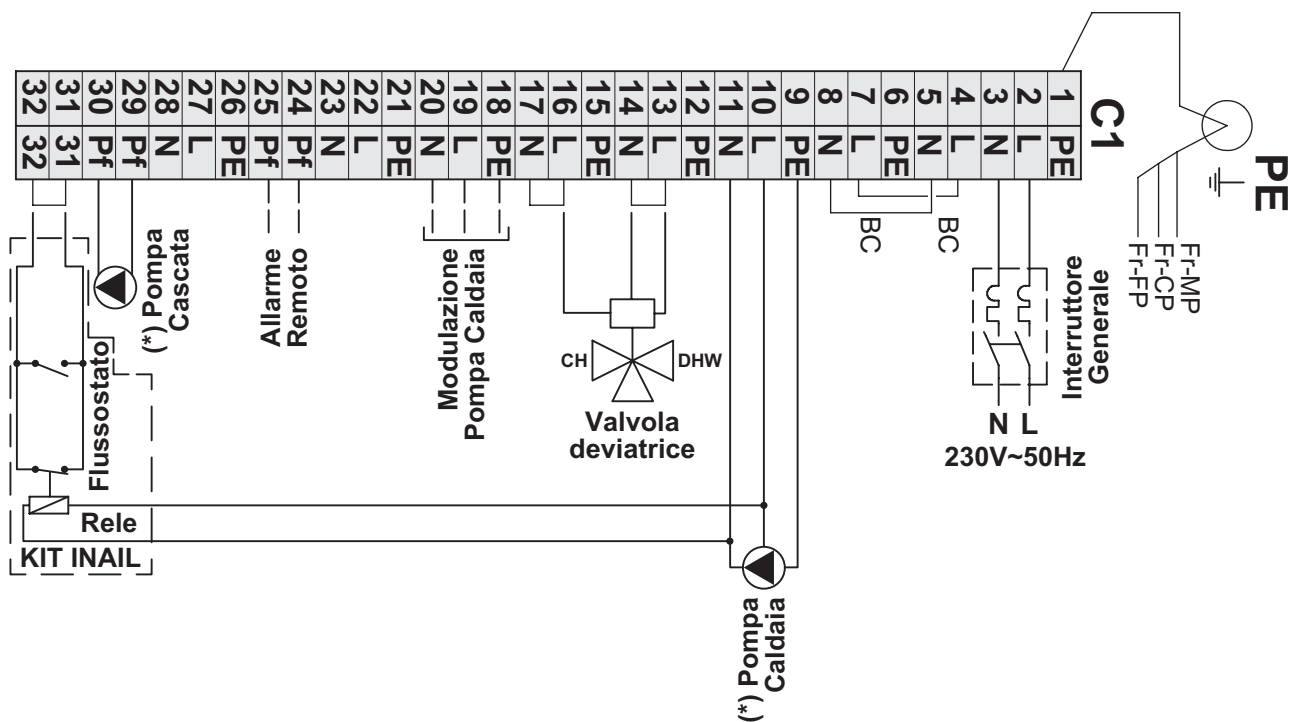 C1
PE
1 PE
2 L
3 N
4 L
5 N
6 PE
7 L
8 N
9 PE
10 L
11 N
12 PE
13 L
14 N
15 PE
16 L
17 N
18 PE
19 L
20 N
21 PE
22 L
23 N
24 Pf
25 Pf
26 PE
27 L
28 N
29 Pf
30 Pf
31 31
32 32
Fr-MP
Fr-CP
Fr-FP
Interruttore
Generale
N L
230V~50Hz
BC
BC
(*) Pompa
Caldaia
CH
DHW
Valvola
deviatrice
Modulazione
Pompa Caldaia
Allarme
Remoto
(*) Pompa
Cascata
Flussostato
Rele
KIT INAIL